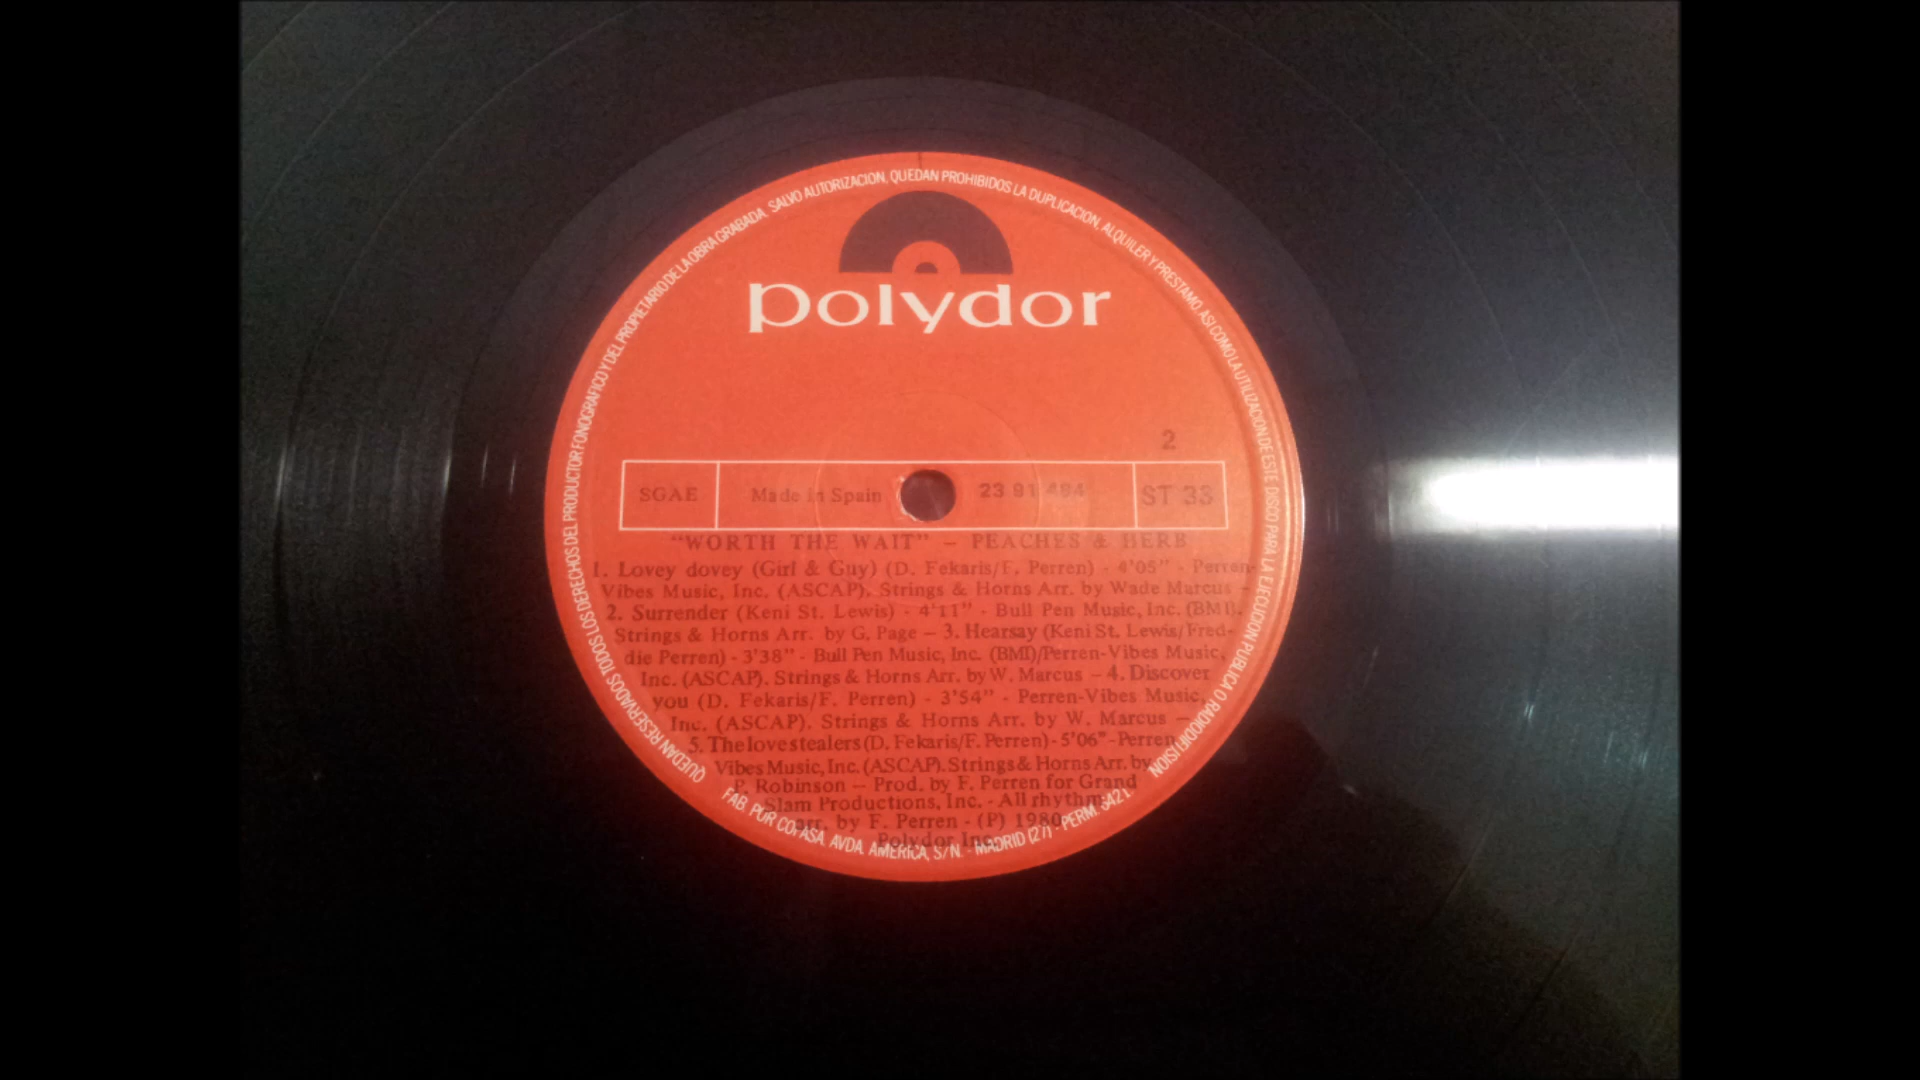 QUEDAN RESERVADOS TODOS LOS DERECHOS DEL PRODUCTOR FONOGRAFICO Y DEL PROPIETARIO DE LA OBRA GRABADA. SALVO AUTORIZACION, QUEDAN PROHIBIDOS LA DUPLICACION, ALQUILER Y PRESTAMO, ASI COMO LA UTILIZACION DE ESTE DISCO PARA LA EJECUCION PUBLICA O RADIODIFUSION.
polydor
2
SGAE Made in Spain 23 91 484 ST 33
"WORTH THE WAIT" – PEACHES & HERB
1. Lovey dovey (Girl & Guy) (D. Fekaris/F. Perren) - 4'05" - Perren-
Vibes Music, Inc. (ASCAP). Strings & Horns Arr. by Wade Marcus –
2. Surrender (Keni St. Lewis) - 4'11" - Bull Pen Music, Inc. (BMI).
Strings & Horns Arr. by G. Page – 3. Hearsay (Keni St. Lewis/Fred-
die Perren) - 3'38" - Bull Pen Music, Inc. (BMI)/Perren-Vibes Music,
Inc. (ASCAP). Strings & Horns Arr. by W. Marcus – 4. Discover
you (D. Fekaris/F. Perren) - 3'54" - Perren-Vibes Music,
Inc. (ASCAP). Strings & Horns Arr. by W. Marcus –
5. The love stealers (D. Fekaris/F. Perren) - 5'06" - Perren
Vibes Music, Inc. (ASCAP). Strings & Horns Arr. by
P. Robinson – Prod. by F. Perren for Grand
Slam Productions, Inc. - All rhythm
arr. by F. Perren - (P) 1980
Polydor Inc.
FAB. POR COFASA. AVDA. AMERICA, S/N. - MADRID (27) - PERM. 3421.